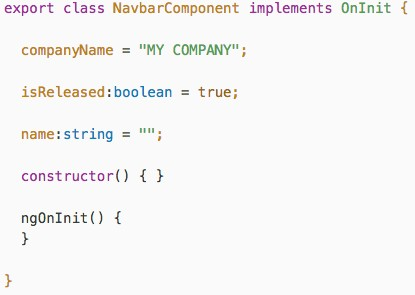 export class NavbarComponent implements OnInit {
companyName = "MY COMPANY";
isReleased:boolean = true;
name:string = "";
constructor() { }
ngOnInit() {
}
}